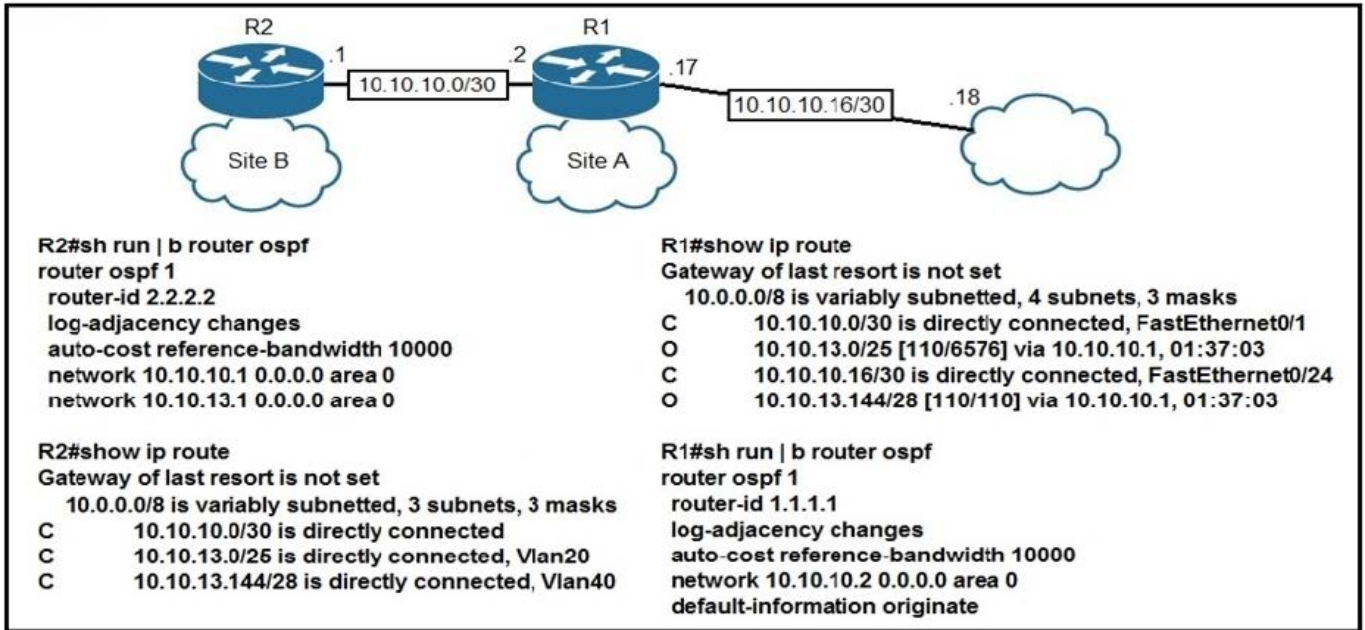 R2
R1
.1
.2
.17
10.10.10.0/30
10.10.10.16/30
.18
Site B
Site A
R2#sh run | b router ospf
router ospf 1
router-id 2.2.2.2
log-adjacency changes
auto-cost reference-bandwidth 10000
network 10.10.10.1 0.0.0.0 area 0
network 10.10.13.1 0.0.0.0 area 0
R2#show ip route
Gateway of last resort is not set
10.0.0.0/8 is variably subnetted, 3 subnets, 3 masks
C 10.10.10.0/30 is directly connected
C 10.10.13.0/25 is directly connected, Vlan20
C 10.10.13.144/28 is directly connected, Vlan40
R1#show ip route
Gateway of last resort is not set
10.0.0.0/8 is variably subnetted, 4 subnets, 3 masks
C 10.10.10.0/30 is directly connected, FastEthernet0/1
O 10.10.13.0/25 [110/6576] via 10.10.10.1, 01:37:03
C 10.10.10.16/30 is directly connected, FastEthernet0/24
O 10.10.13.144/28 [110/110] via 10.10.10.1, 01:37:03
R1#sh run | b router ospf
router ospf 1
router-id 1.1.1.1
log-adjacency changes
auto-cost reference-bandwidth 10000
network 10.10.10.2 0.0.0.0 area 0
default-information originate